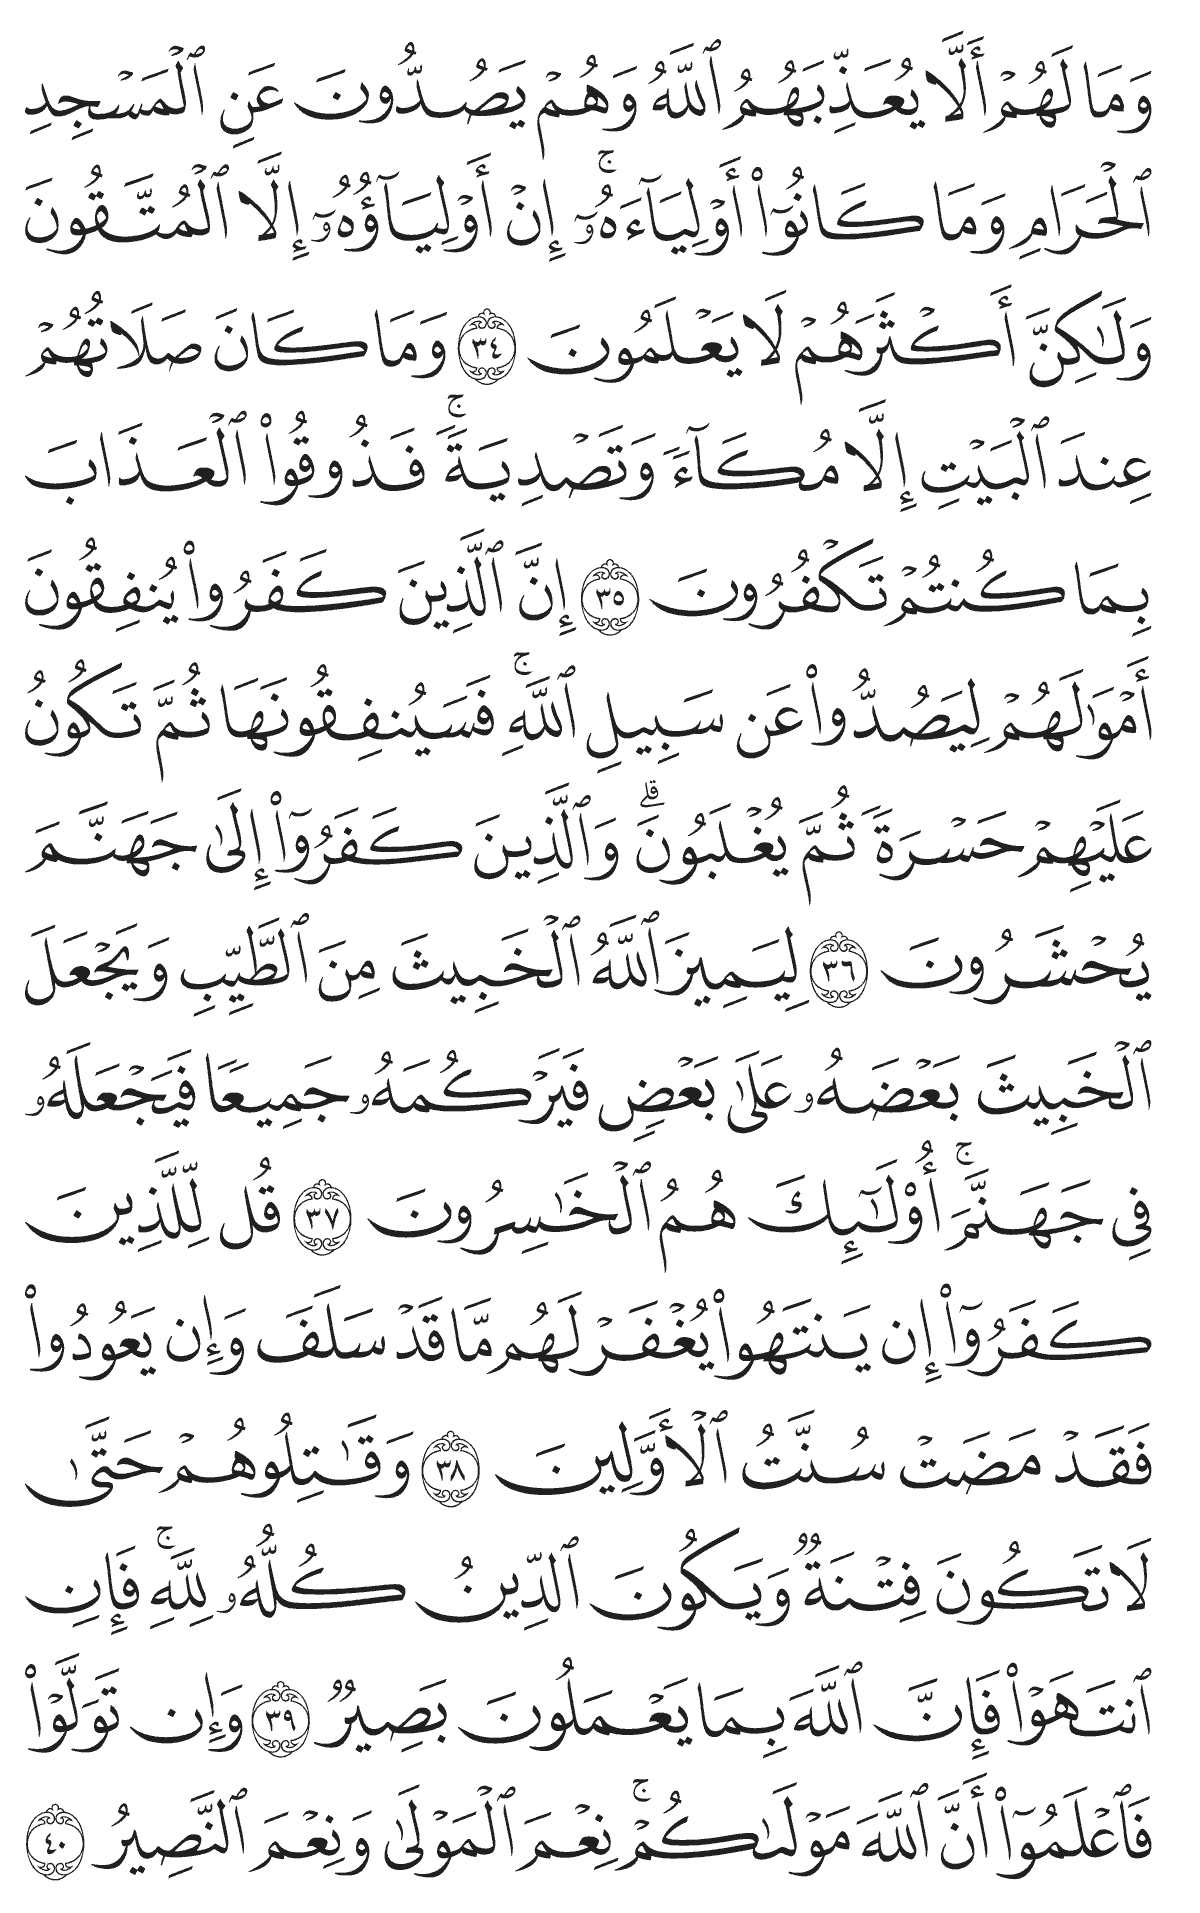 وَمَا لَهُمۡ أَلَّا يُعَذِّبَهُمُ ٱللَّهُ وَهُمۡ يَصُدُّونَ عَنِ ٱلۡمَسۡجِدِ
ٱلۡحَرَامِ وَمَا كَانُوٓاْ أَوۡلِيَآءَهُۥٓۚ إِنۡ أَوۡلِيَآؤُهُۥٓ إِلَّا ٱلۡمُتَّقُونَ
وَلَٰكِنَّ أَكۡثَرَهُمۡ لَا يَعۡلَمُونَ ٣٤ وَمَا كَانَ صَلَاتُهُمۡ
عِندَ ٱلۡبَيۡتِ إِلَّا مُكَآءٗ وَتَصۡدِيَةٗۚ فَذُوقُواْ ٱلۡعَذَابَ
بِمَا كُنتُمۡ تَكۡفُرُونَ ٣٥ إِنَّ ٱلَّذِينَ كَفَرُواْ يُنفِقُونَ
أَمۡوَٰلَهُمۡ لِيَصُدُّواْ عَن سَبِيلِ ٱللَّهِۚ فَسَيُنفِقُونَهَا ثُمَّ تَكُونُ
عَلَيۡهِمۡ حَسۡرَةٗ ثُمَّ يُغۡلَبُونَۗ وَٱلَّذِينَ كَفَرُوٓاْ إِلَىٰ جَهَنَّمَ
يُحۡشَرُونَ ٣٦ لِيَمِيزَ ٱللَّهُ ٱلۡخَبِيثَ مِنَ ٱلطَّيِّبِ وَيَجۡعَلَ
ٱلۡخَبِيثَ بَعۡضَهُۥ عَلَىٰ بَعۡضٖ فَيَرۡكُمَهُۥ جَمِيعٗا فَيَجۡعَلَهُۥ
فِي جَهَنَّمَۚ أُوْلَٰٓئِكَ هُمُ ٱلۡخَٰسِرُونَ ٣٧ قُل لِّلَّذِينَ
كَفَرُوٓاْ إِن يَنتَهُواْ يُغۡفَرۡ لَهُم مَّا قَدۡ سَلَفَ وَإِن يَعُودُواْ
فَقَدۡ مَضَتۡ سُنَّتُ ٱلۡأَوَّلِينَ ٣٨ وَقَٰتِلُوهُمۡ حَتَّىٰ
لَا تَكُونَ فِتۡنَةٞ وَيَكُونَ ٱلدِّينُ كُلُّهُۥ لِلَّهِۚ فَإِنِ
ٱنتَهَوۡاْ فَإِنَّ ٱللَّهَ بِمَا يَعۡمَلُونَ بَصِيرٞ ٣٩ وَإِن تَوَلَّوۡاْ
فَٱعۡلَمُوٓاْ أَنَّ ٱللَّهَ مَوۡلَىٰكُمۡۚ نِعۡمَ ٱلۡمَوۡلَىٰ وَنِعۡمَ ٱلنَّصِيرُ ٤٠